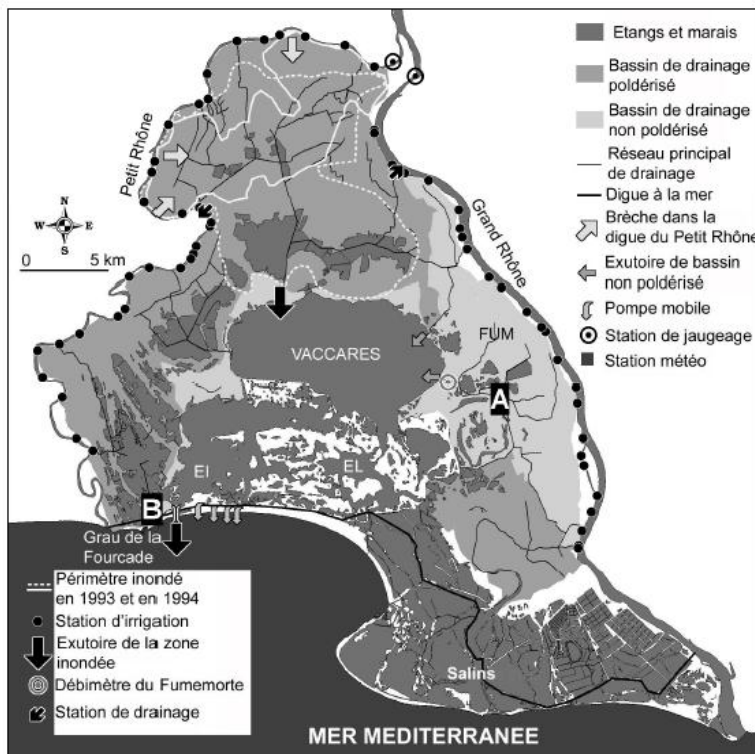 Etangs et marais
Bassin de drainage
poldérisé
Bassin de drainage
non poldérisé
Réseau principal
de drainage
Digue à la mer
Brèche dans la
digue du Petit Rhône
Exutoire de bassin
non poldérisé
Pompe mobile
Station de jaugeage
Station météo
Petit Rhône
N
W E
S
0 5 km
Grand Rhône
VACCARES
FUM
A
EI
EL
B
Grau de la
Fourcade
Périmètre inondé
en 1993 et en 1994
Station d'irrigation
Exutoire de la zone
inondée
Débimètre du Fumemorte
Station de drainage
Salins
MER MEDITERRANEE